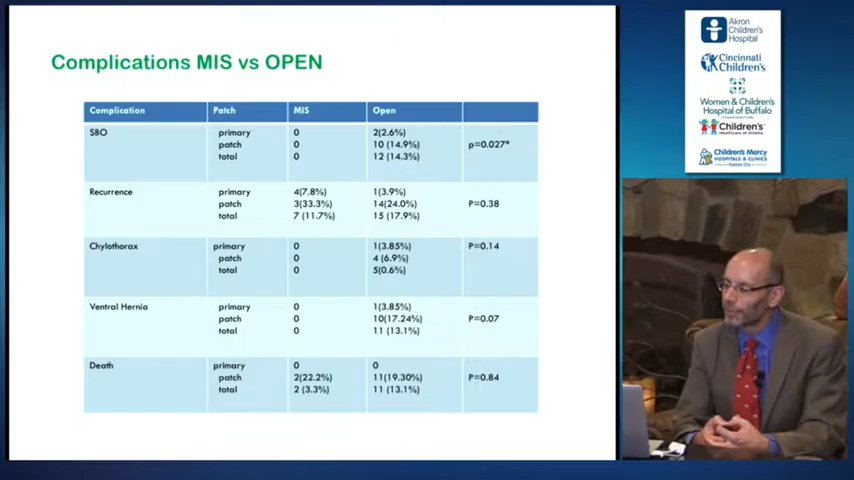 Complications MIS vs OPEN
Complication Patch MIS Open
SBO primary 0 2(2.6%)
patch 0 10 (14.9%) p=0.027*
total 0 12 (14.3%)
Recurrence primary 4(7.8%) 1(3.9%)
patch 3(33.3%) 14(24.0%) P=0.38
total 7 (11.7%) 15 (17.9%)
Chylothorax primary 0 1(3.85%) P=0.14
patch 0 4 (6.9%)
total 0 5(0.6%)
Ventral Hernia primary 0 1(3.85%)
patch 0 10(17.24%) P=0.07
total 0 11 (13.1%)
Death primary 0 0
patch 2(22.2%) 11(19.30%) P=0.84
total 2 (3.3%) 11 (13.1%)
Akron
Children's
Hospital
Cincinnati
Children's
Women & Children's
Hospital of Buffalo
Children's
Healthcare of Atlanta
Children's Mercy
HOSPITALS & CLINICS
Kansas City